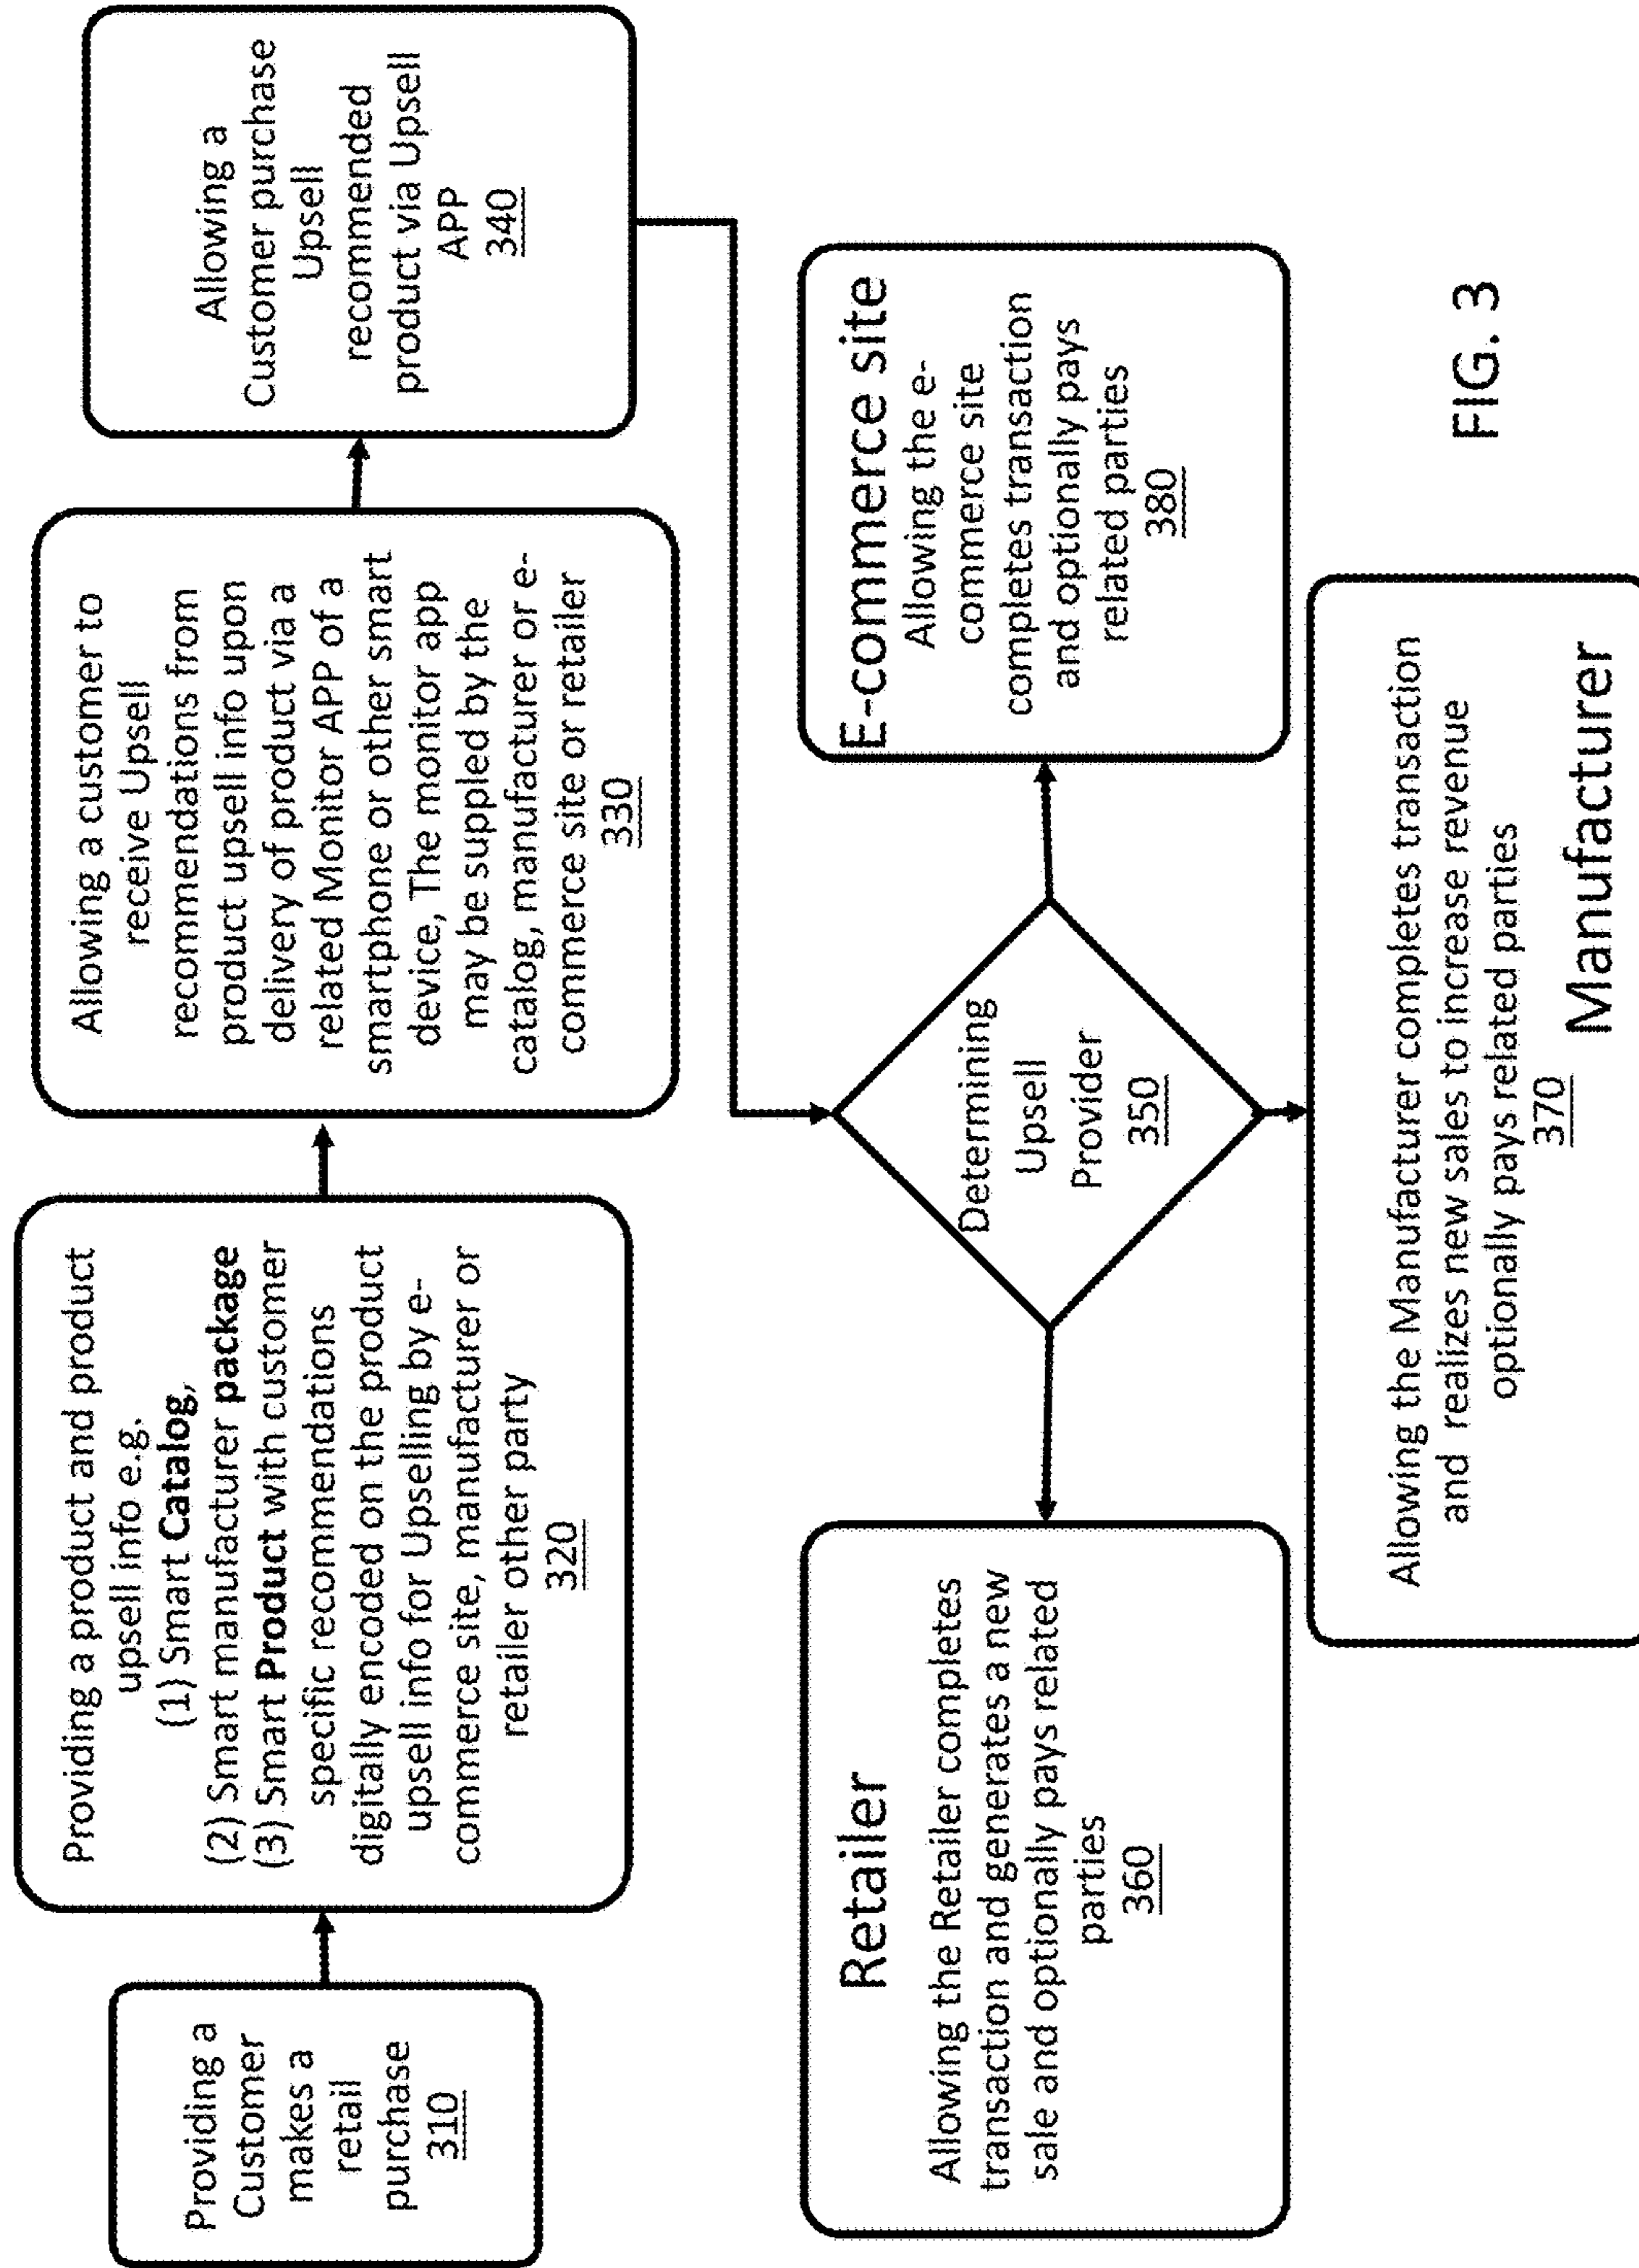 Providing a
Customer
makes a
retail
purchase
310
Providing a product and product
upsell info e.g.
(1) Smart Catalog,
(2) Smart manufacturer package
(3) Smart Product with customer
specific recommendations
digitally encoded on the product
upsell info for Upselling by e-
commerce site, manufacturer or
retailer other party
320
Allowing a customer to
receive Upsell
recommendations from
product upsell info upon
delivery of product via a
related Monitor APP of a
smartphone or other smart
device, The monitor app
may be supplied by the
catalog, manufacturer or e-
commerce site or retailer
330
Allowing a
Customer purchase
Upsell
recommended
product via Upsell
APP
340
Determining
Upsell
Provider
350
Retailer
Allowing the Retailer completes
transaction and generates a new
sale and optionally pays related
parties
360
Allowing the Manufacturer completes transaction
and realizes new sales to increase revenue
optionally pays related parties
370
Manufacturer
E-commerce site
Allowing the e-
commerce site
completes transaction
and optionally pays
related parties
380
FIG. 3